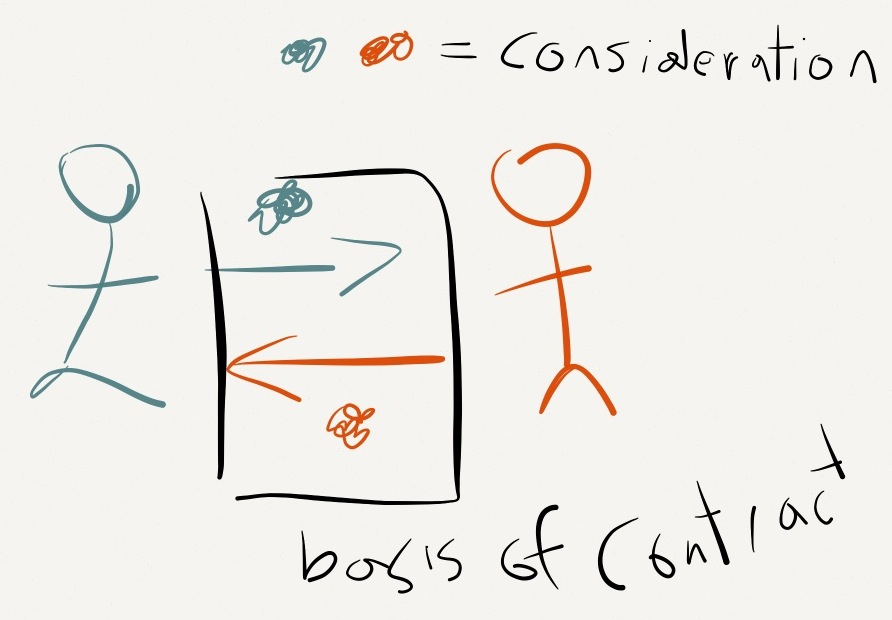 = Consideration
basis of Contract